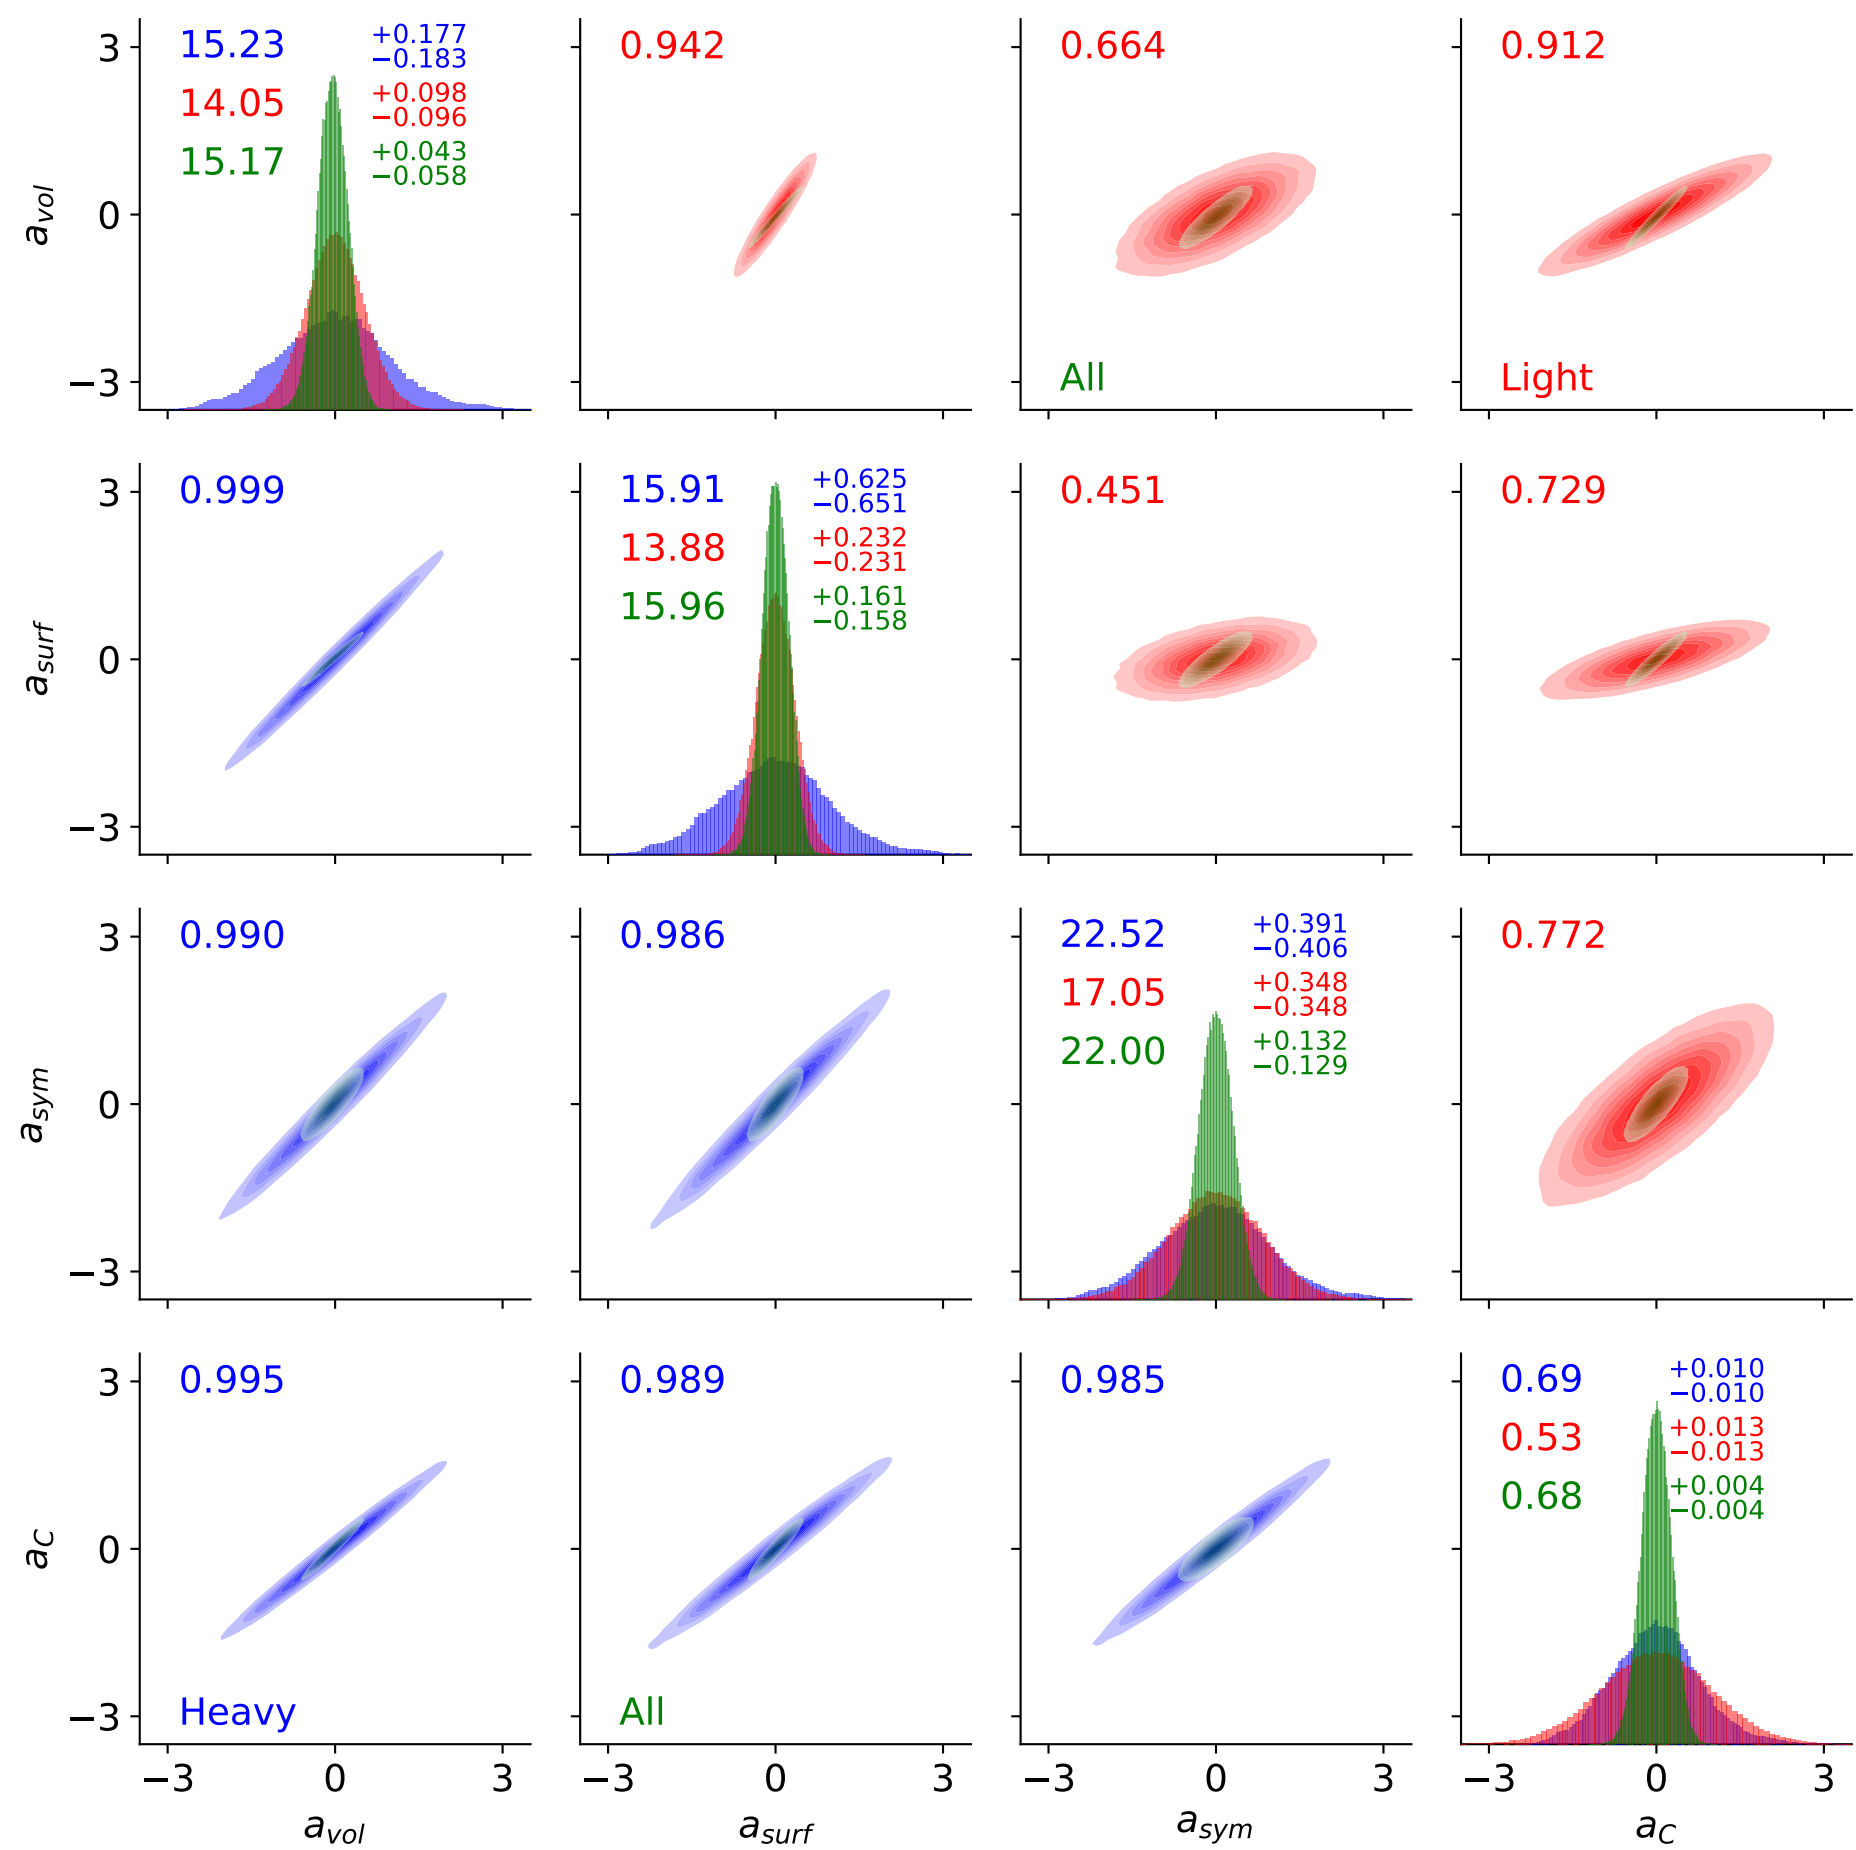 15.23 +0.177 −0.183
14.05 +0.098 −0.096
15.17 +0.043 −0.058
0.942
0.664
0.912
All
Light
3
0
−3
a_vol
0.999
15.91 +0.625 −0.651
13.88 +0.232 −0.231
15.96 +0.161 −0.158
0.451
0.729
3
0
−3
a_surf
0.990
0.986
22.52 +0.391 −0.406
17.05 +0.348 −0.348
22.00 +0.132 −0.129
0.772
3
0
−3
a_sym
0.995
0.989
0.985
0.69 +0.010 −0.010
0.53 +0.013 −0.013
0.68 +0.004 −0.004
Heavy
All
3
0
−3
a_C
−3 0 3
−3 0 3
−3 0 3
−3 0 3
a_vol
a_surf
a_sym
a_C